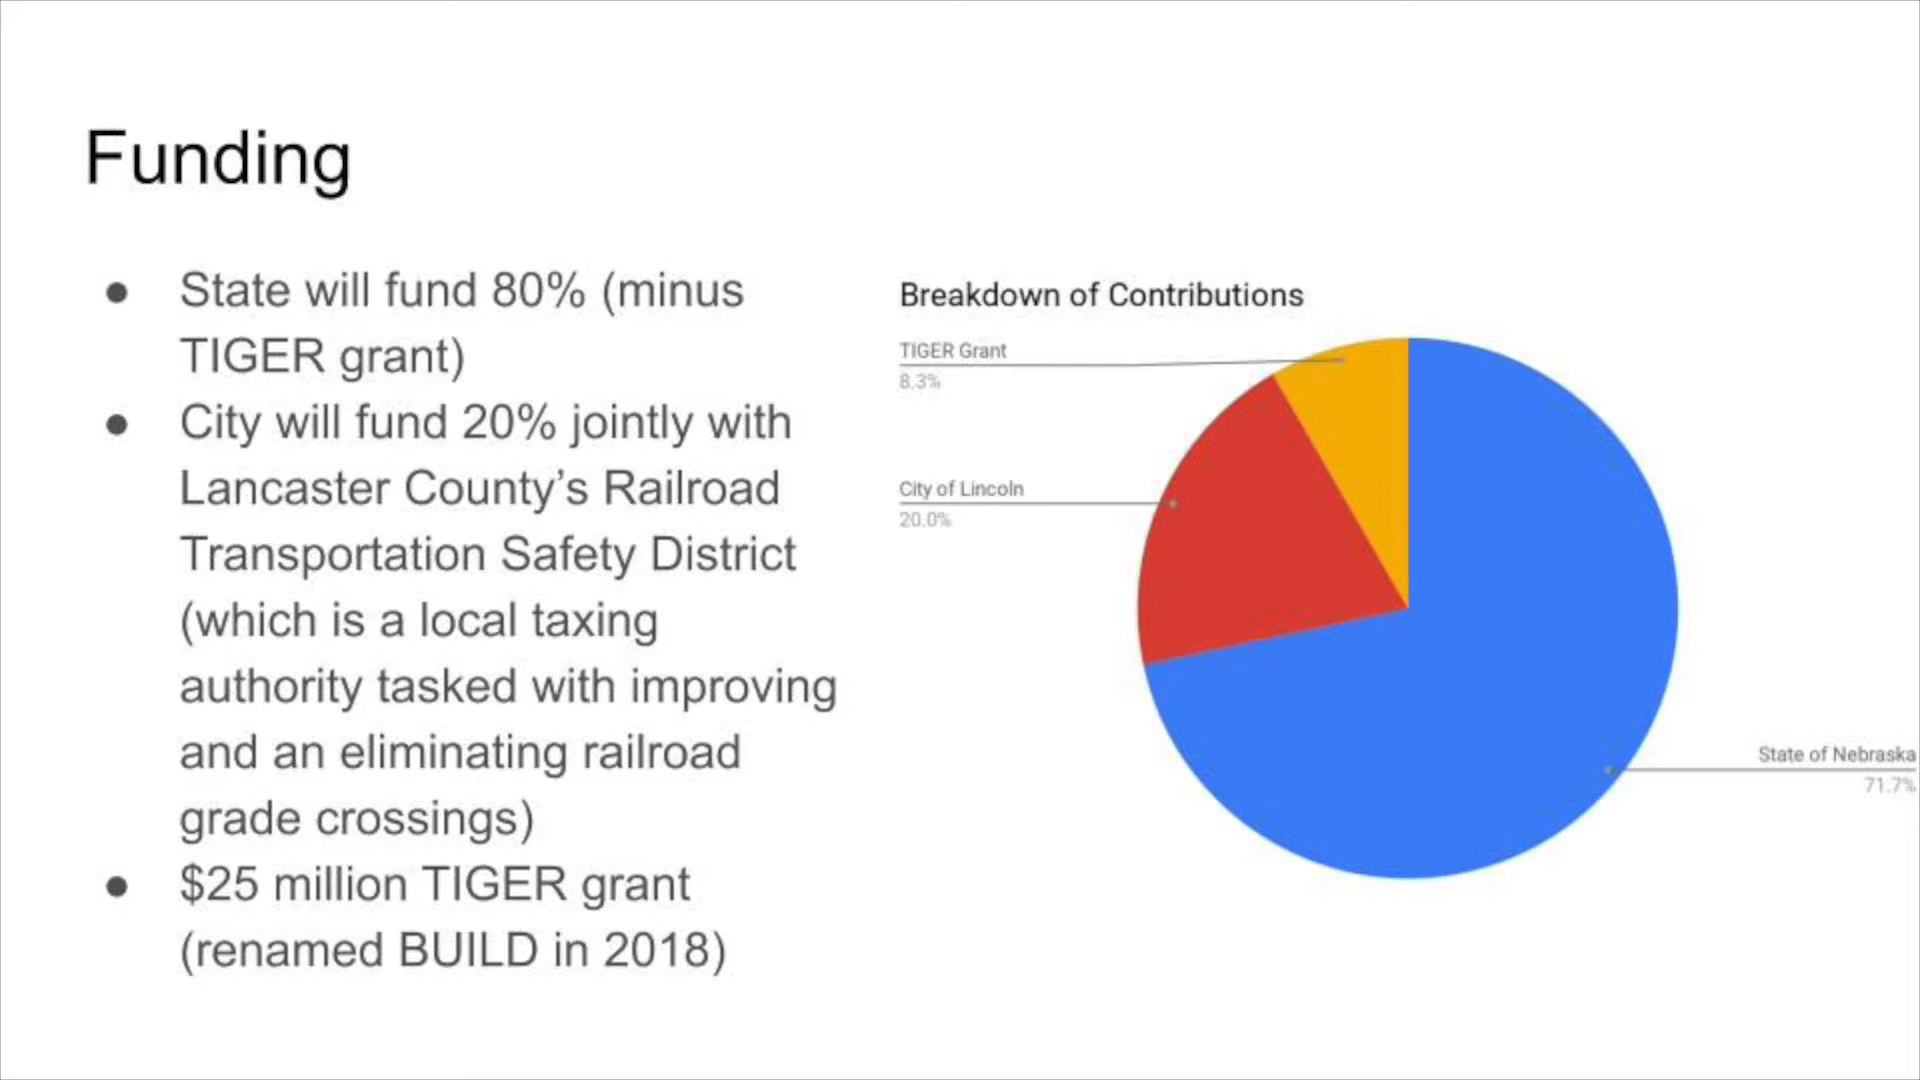 Funding
● State will fund 80% (minus
TIGER grant)
● City will fund 20% jointly with
Lancaster County’s Railroad
Transportation Safety District
(which is a local taxing
authority tasked with improving
and an eliminating railroad
grade crossings)
● $25 million TIGER grant
(renamed BUILD in 2018)
Breakdown of Contributions
TIGER Grant
8.3%
City of Lincoln
20.0%
State of Nebraska
71.7%